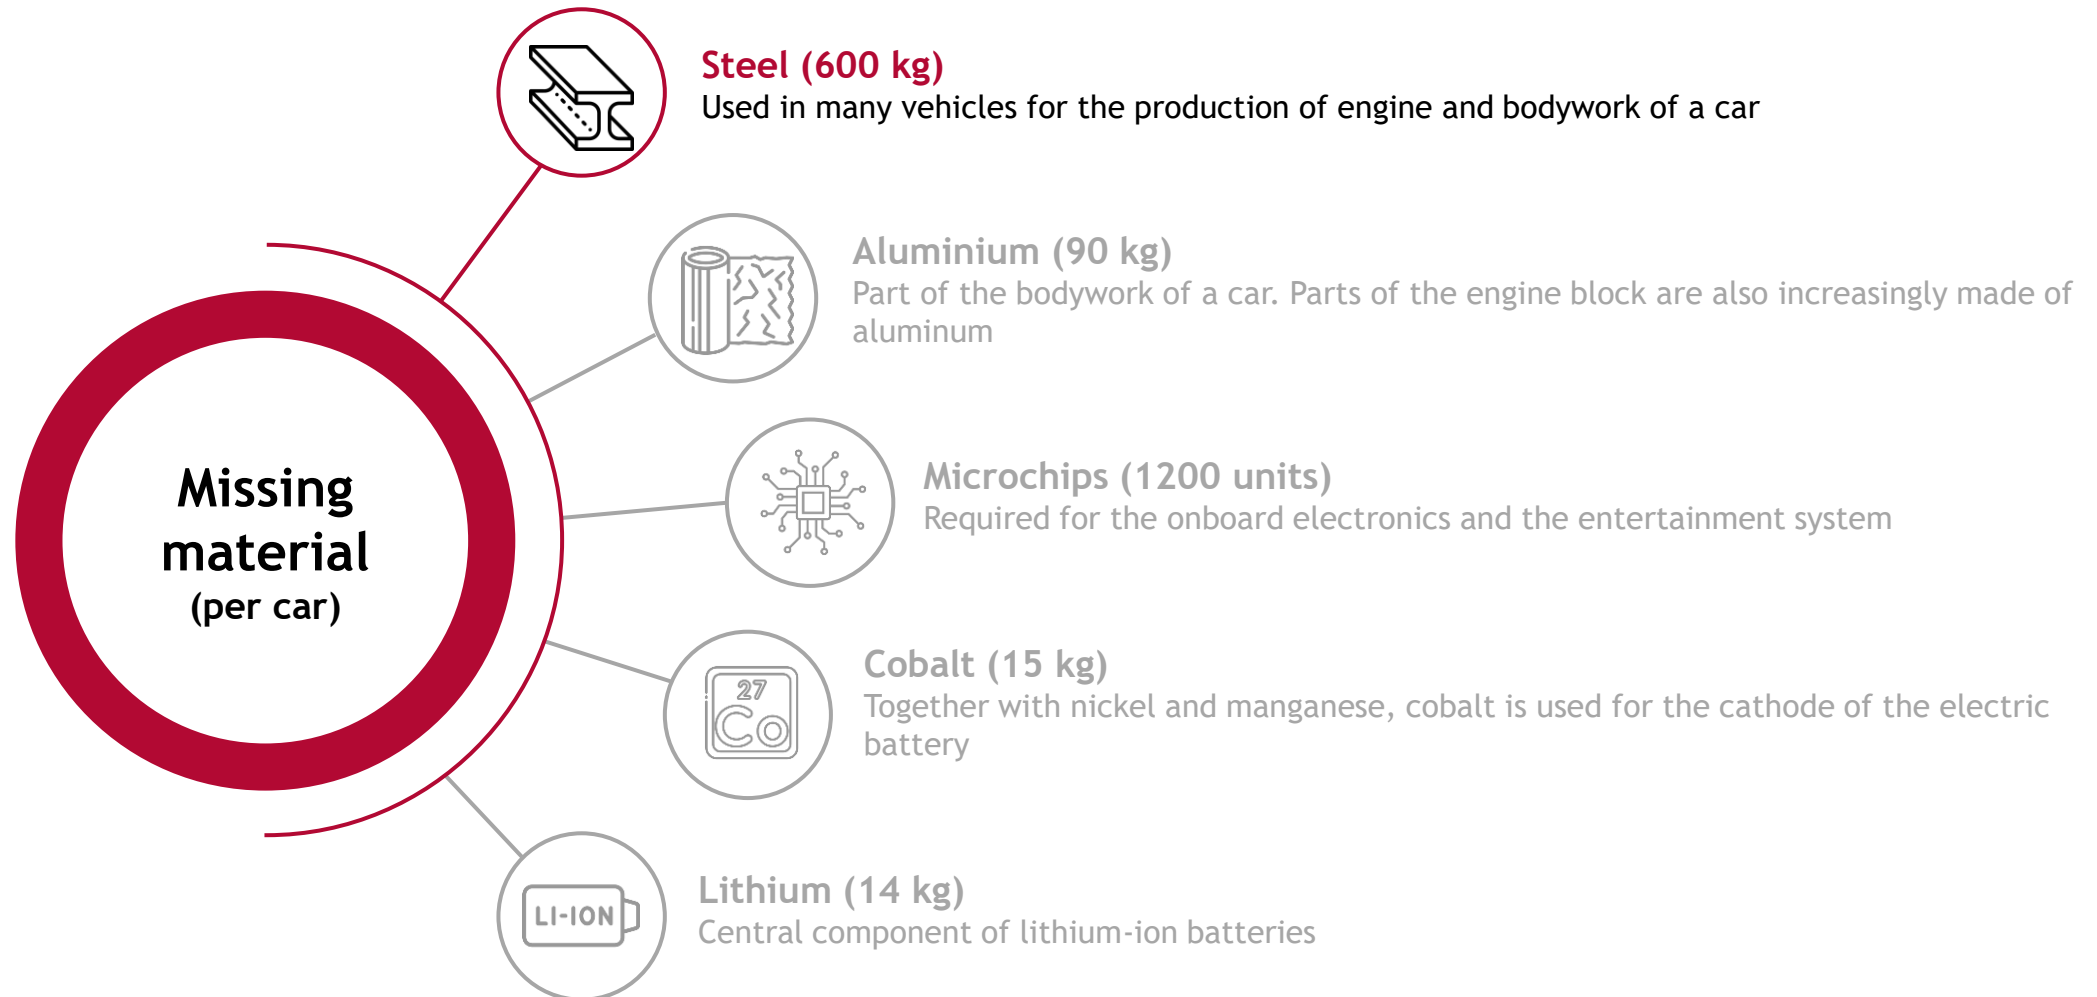 Steel (600 kg)
Used in many vehicles for the production of engine and bodywork of a car
Aluminium (90 kg)
Part of the bodywork of a car. Parts of the engine block are also increasingly made of
aluminum
Missing
material
(per car)
Microchips (1200 units)
Required for the onboard electronics and the entertainment system
27
Co
Cobalt (15 kg)
Together with nickel and manganese, cobalt is used for the cathode of the electric
battery
LI-ION
Lithium (14 kg)
Central component of lithium-ion batteries